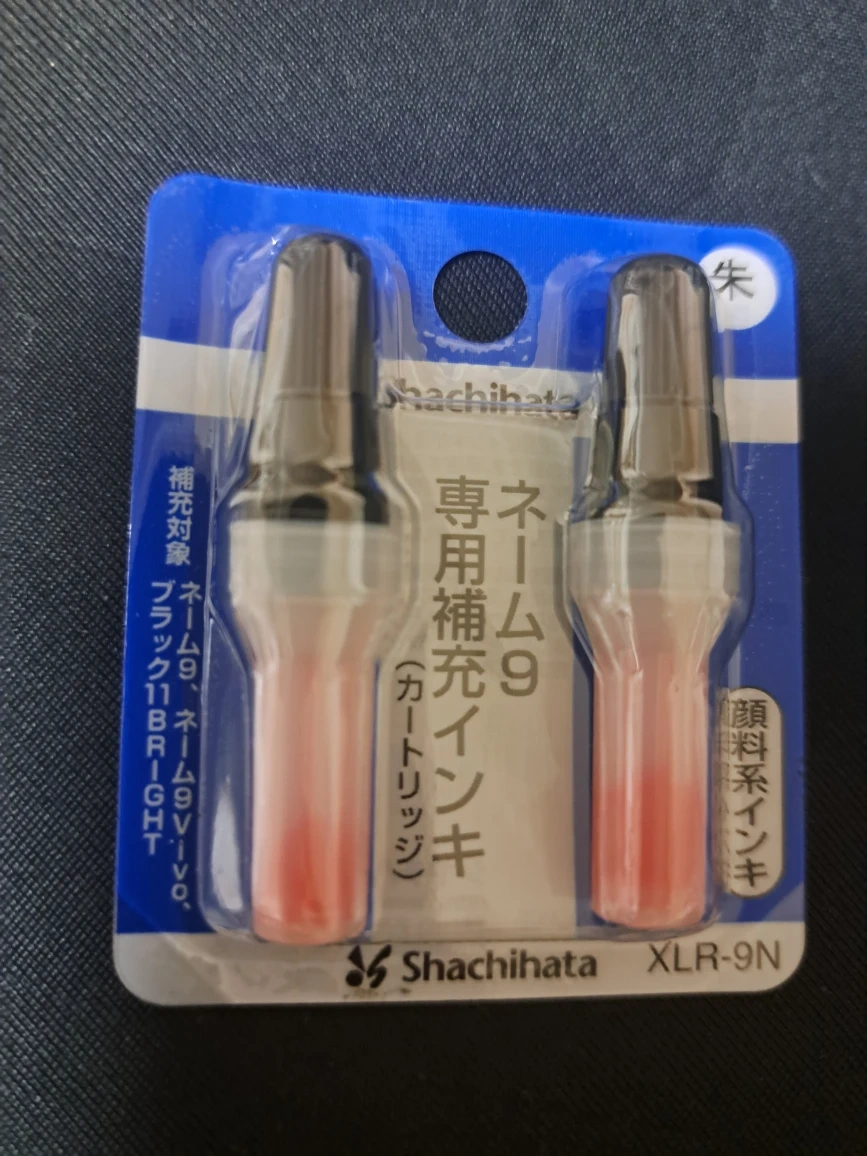 朱
Shachihata
ネーム9
専用補充インキ
(カートリッジ)
補充対象
ネーム9、ネーム9Vivo、
ブラック11BRIGHT
顔料系インキ
Shachihata
XLR-9N